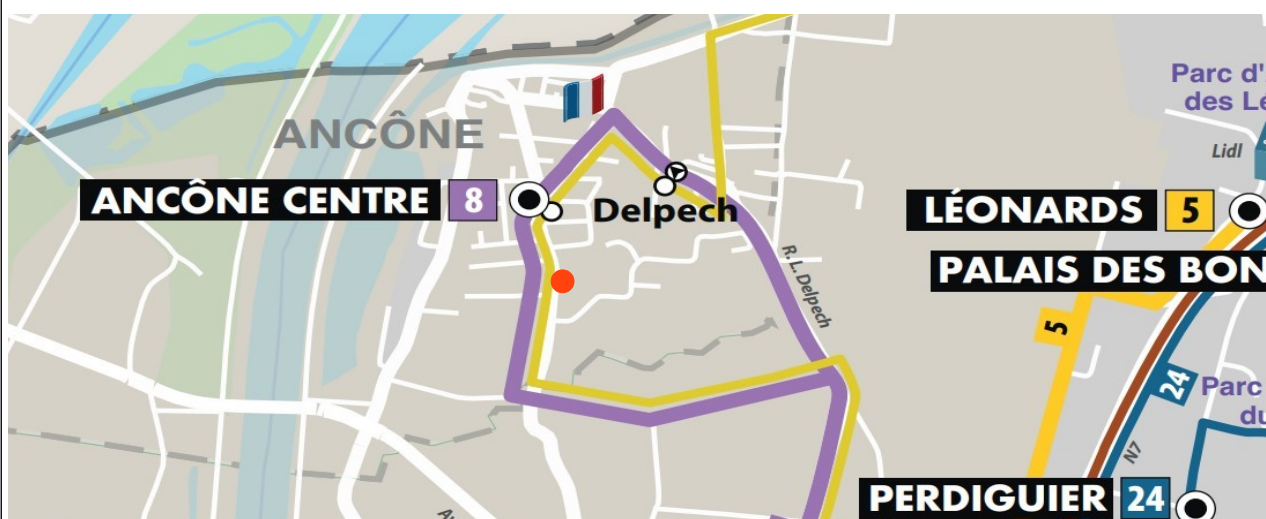 Parc d'
des Lé
Lidl
ANCÔNE
ANCÔNE CENTRE 8
Delpech
LÉONARDS 5
PALAIS DES BON
R. L. Delpech
5
24
Parc
du
N7
PERDIGUIER 24